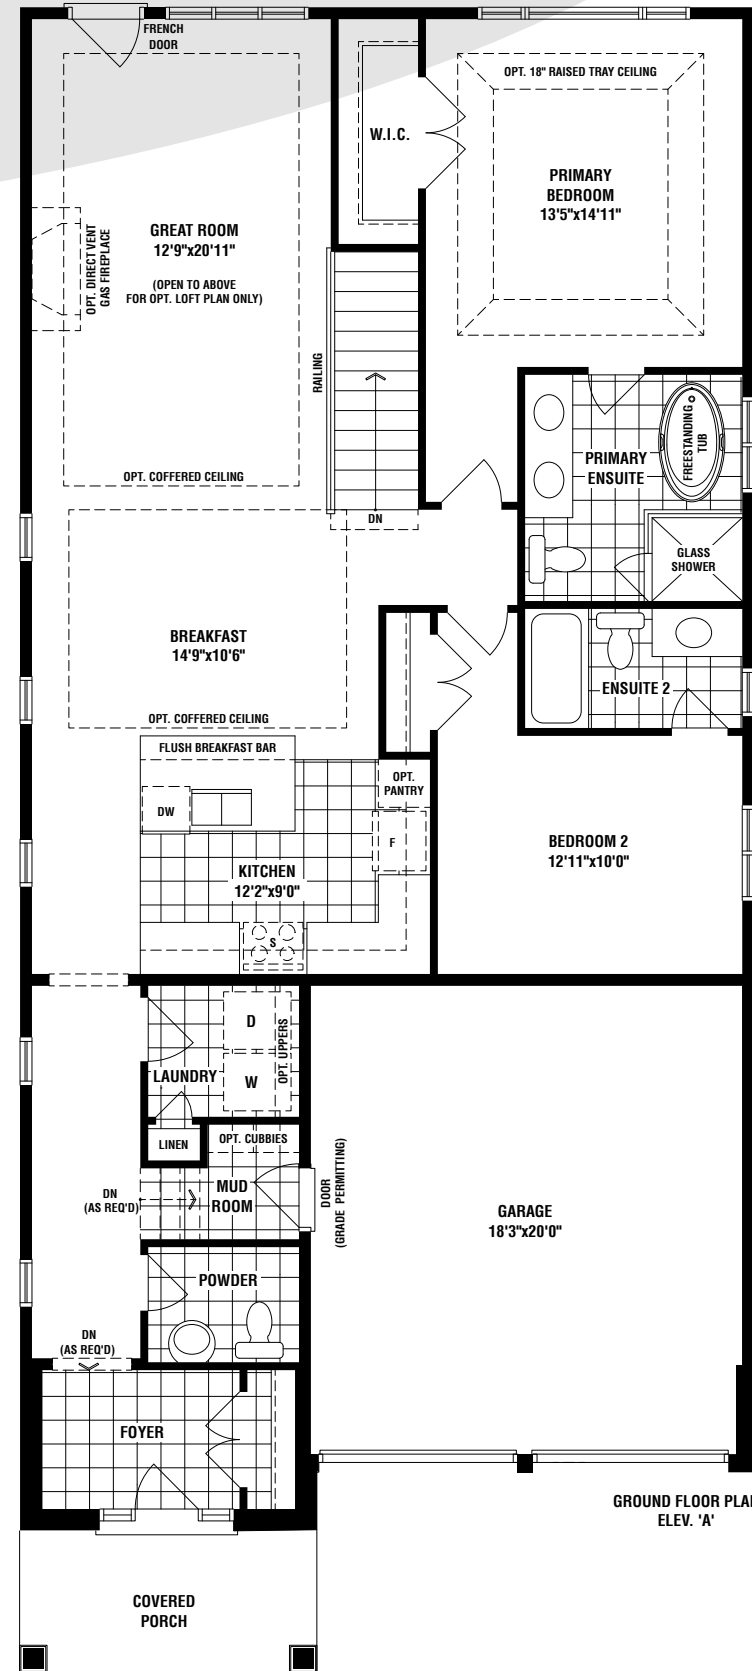 FRENCH
DOOR
OPT. 18" RAISED TRAY CEILING
W.I.C.
PRIMARY
BEDROOM
13'5"x14'11"
GREAT ROOM
12'9"x20'11"
(OPEN TO ABOVE
FOR OPT. LOFT PLAN ONLY)
OPT. DIRECT VENT
GAS FIREPLACE
RAILING
OPT. COFFERED CEILING
DN
PRIMARY
ENSUITE
FREESTANDING
TUB
GLASS
SHOWER
BREAKFAST
14'9"x10'6"
OPT. COFFERED CEILING
ENSUITE 2
FLUSH BREAKFAST BAR
DW
OPT.
PANTRY
F
KITCHEN
12'2"x9'0"
S
BEDROOM 2
12'11"x10'0"
D
W
OPT. UPPERS
LAUNDRY
LINEN
OPT. CUBBIES
MUD
ROOM
DN
(AS REQ'D)
DOOR
(GRADE PERMITTING)
GARAGE
18'3"x20'0"
POWDER
DN
(AS REQ'D)
FOYER
GROUND FLOOR PLAN
ELEV. 'A'
COVERED
PORCH